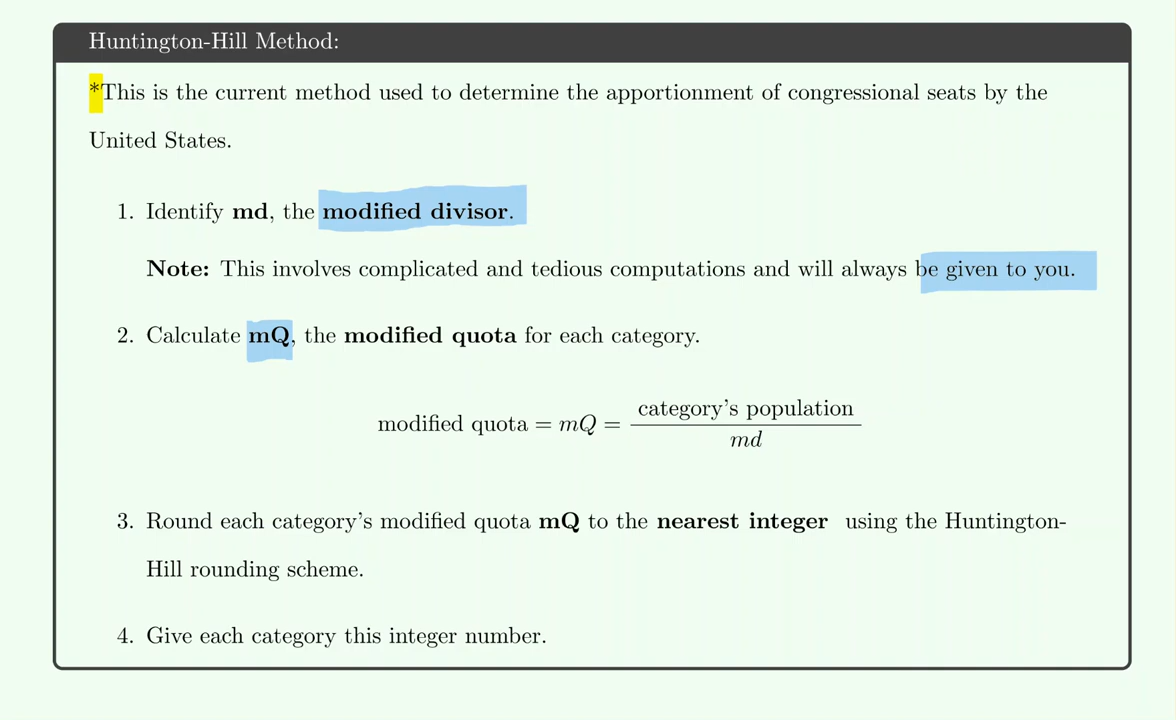 Huntington-Hill Method:
*This is the current method used to determine the apportionment of congressional seats by the
United States.
1. Identify md, the modified divisor.
Note: This involves complicated and tedious computations and will always be given to you.
2. Calculate mQ, the modified quota for each category.
modified quota = mQ = category's population / md
3. Round each category's modified quota mQ to the nearest integer using the Huntington-
Hill rounding scheme.
4. Give each category this integer number.